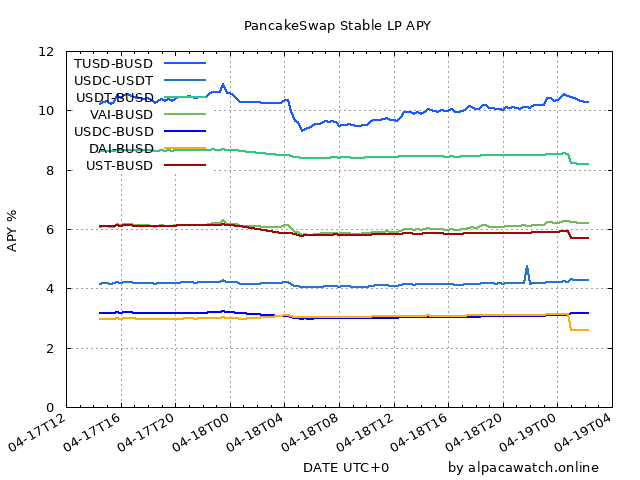 PancakeSwap Stable LP APY
APY %
12
10
8
6
4
2
0
TUSD-BUSD
USDC-USDT
USDT-BUSD
VAI-BUSD
USDC-BUSD
DAI-BUSD
UST-BUSD
04-17T12
04-17T16
04-17T20
04-18T00
04-18T04
04-18T08
04-18T12
04-18T16
04-18T20
04-19T00
04-19T04
DATE UTC+0
by alpacawatch.online